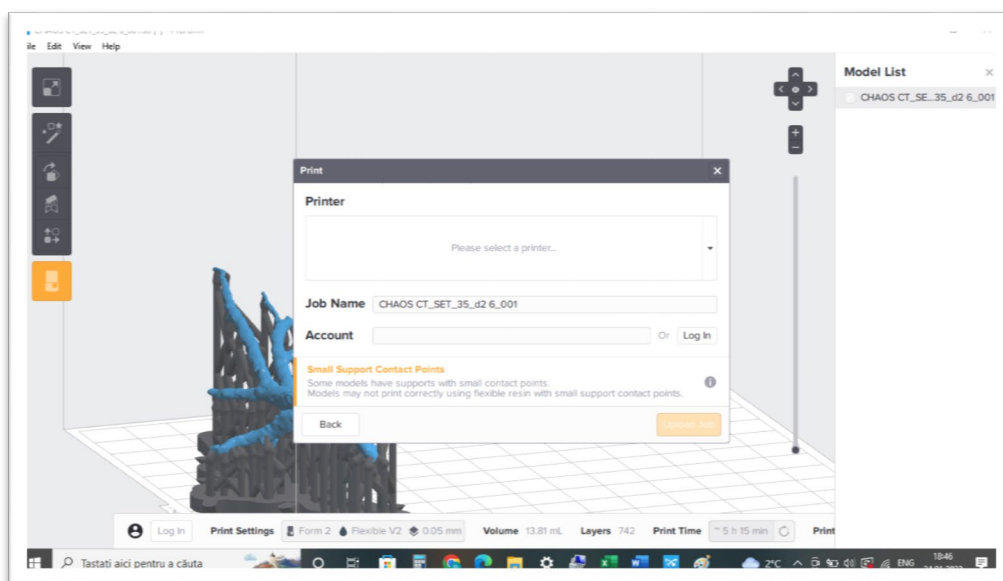 ile Edit View Help
Model List
CHAOS CT_SE...35_d2 6_001
Print
Printer
Please select a printer...
Job Name CHAOS CT_SET_35_d2 6_001
Account Or Log In
Small Support Contact Points
Some models have supports with small contact points.
Models may not print correctly using flexible resin with small support contact points.
Back Upload Job
Log In Print Settings Form 2 Flexible V2 0.05 mm Volume 13.81 mL Layers 742 Print Time ~ 5 h 15 min Print
Tastați aici pentru a căuta 2°C ENG 18:46